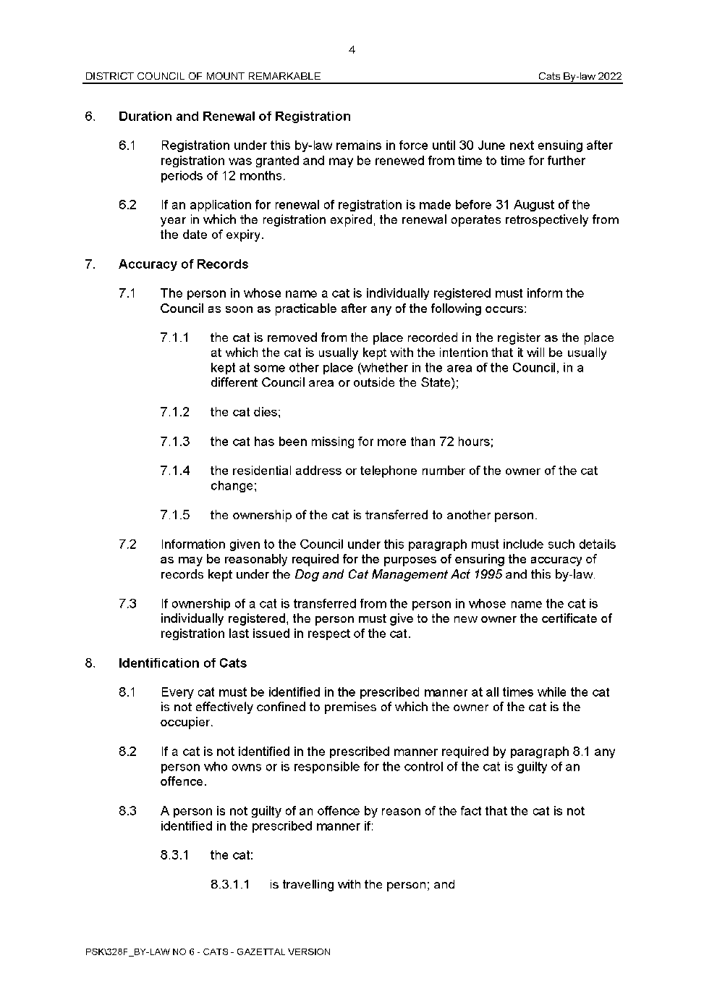 4
DISTRICT COUNCIL OF MOUNT REMARKABLE Cats By-law 2022
6. Duration and Renewal of Registration
6.1 Registration under this by-law remains in force until 30 June next ensuing after
registration was granted and may be renewed from time to time for further
periods of 12 months.
6.2 If an application for renewal of registration is made before 31 August of the
year in which the registration expired, the renewal operates retrospectively from
the date of expiry.
7. Accuracy of Records
7.1 The person in whose name a cat is individually registered must inform the
Council as soon as practicable after any of the following occurs:
7.1.1 the cat is removed from the place recorded in the register as the place
at which the cat is usually kept with the intention that it will be usually
kept at some other place (whether in the area of the Council, in a
different Council area or outside the State);
7.1.2 the cat dies;
7.1.3 the cat has been missing for more than 72 hours;
7.1.4 the residential address or telephone number of the owner of the cat
change;
7.1.5 the ownership of the cat is transferred to another person.
7.2 Information given to the Council under this paragraph must include such details
as may be reasonably required for the purposes of ensuring the accuracy of
records kept under the Dog and Cat Management Act 1995 and this by-law.
7.3 If ownership of a cat is transferred from the person in whose name the cat is
individually registered, the person must give to the new owner the certificate of
registration last issued in respect of the cat.
8. Identification of Cats
8.1 Every cat must be identified in the prescribed manner at all times while the cat
is not effectively confined to premises of which the owner of the cat is the
occupier.
8.2 If a cat is not identified in the prescribed manner required by paragraph 8.1 any
person who owns or is responsible for the control of the cat is guilty of an
offence.
8.3 A person is not guilty of an offence by reason of the fact that the cat is not
identified in the prescribed manner if:
8.3.1 the cat:
8.3.1.1 is travelling with the person; and
PSK\328F_BY-LAW NO 6 - CATS - GAZETTAL VERSION